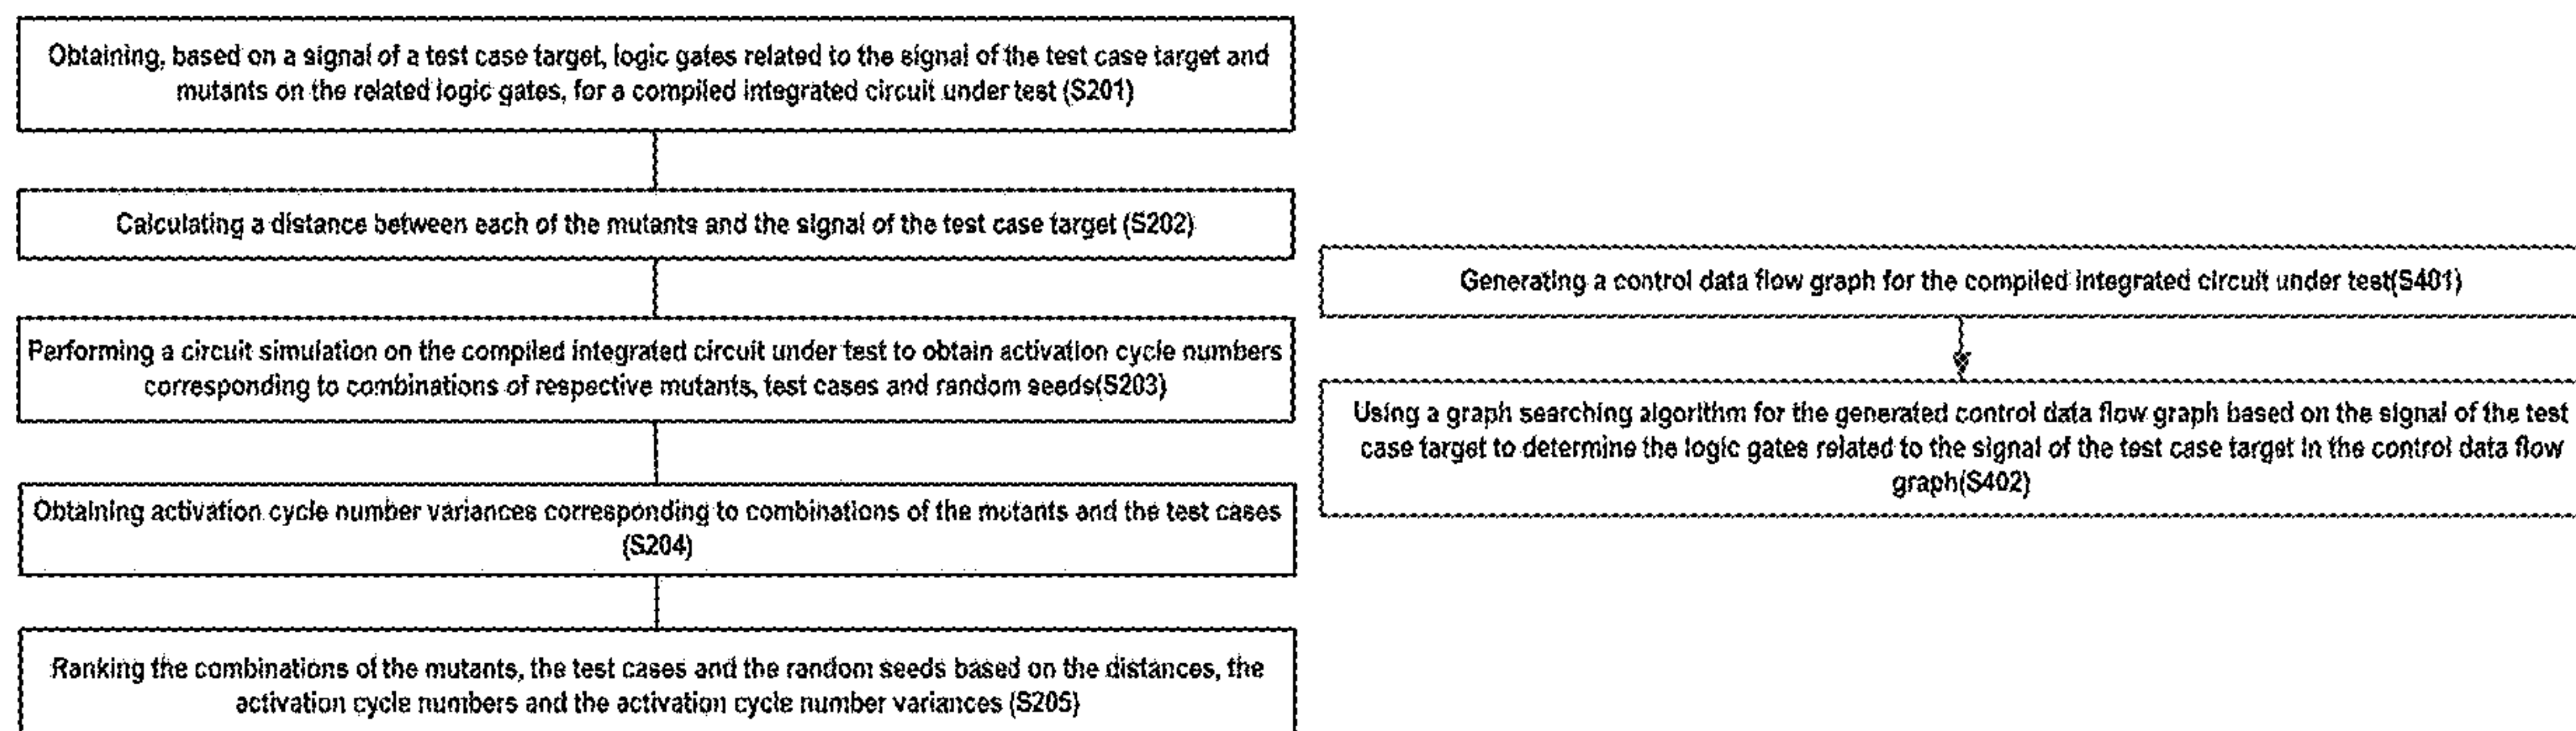 Obtaining, based on a signal of a test case target, logic gates related to the signal of the test case target and
mutants on the related logic gates, for a compiled integrated circuit under test (S201)
Calculating a distance between each of the mutants and the signal of the test case target (S202)
Performing a circuit simulation on the compiled integrated circuit under test to obtain activation cycle numbers
corresponding to combinations of respective mutants, test cases and random seeds(S203)
Obtaining activation cycle number variances corresponding to combinations of the mutants and the test cases
(S204)
Ranking the combinations of the mutants, the test cases and the random seeds based on the distances, the
activation cycle numbers and the activation cycle number variances (S205)
Generating a control data flow graph for the compiled integrated circuit under test(S401)
Using a graph searching algorithm for the generated control data flow graph based on the signal of the test
case target to determine the logic gates related to the signal of the test case target in the control data flow
graph(S402)